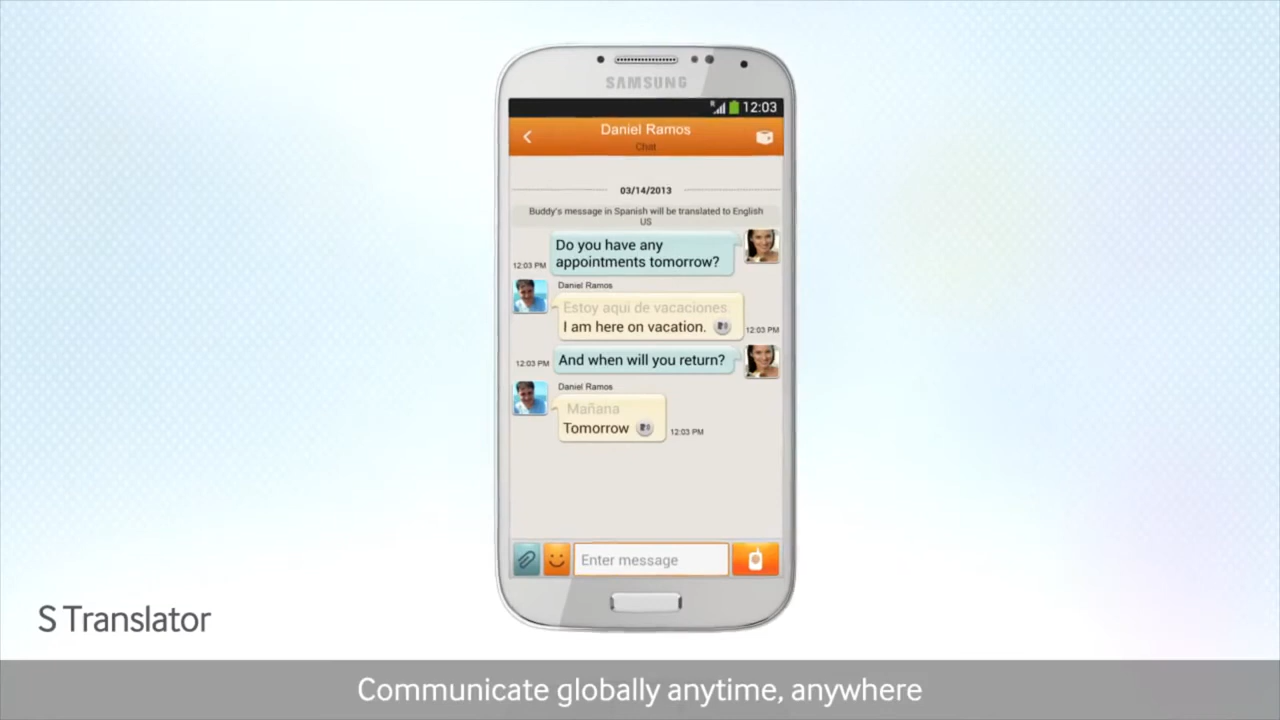 SAMSUNG
R 12:03
Daniel Ramos
Chat
03/14/2013
Buddy's message in Spanish will be translated to English
US
Do you have any
appointments tomorrow?
12:03 PM
Daniel Ramos
Estoy aqui de vacaciones.
I am here on vacation.
12:03 PM
And when will you return?
12:03 PM
Daniel Ramos
Mañana
Tomorrow
12:03 PM
Enter message
S Translator
Communicate globally anytime, anywhere